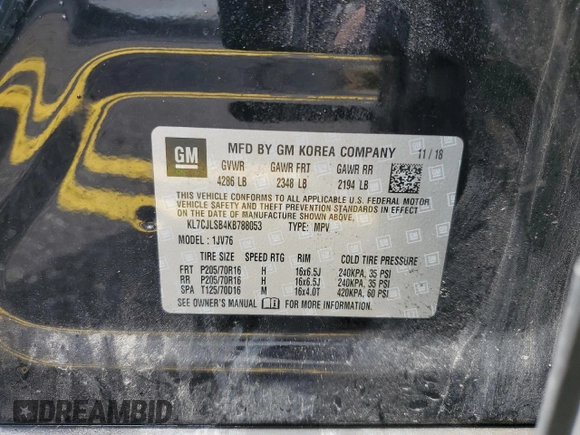 GM
MFD BY GM KOREA COMPANY 11 / 18
GVWR GAWR FRT GAWR RR
4286 LB 2348 LB 2194 LB
THIS VEHICLE CONFORMS TO ALL APPLICABLE U.S. FEDERAL MOTOR
VEHICLE SAFETY AND THEFT PREVENTION STANDARDS IN EFFECT ON THE
DATE OF MANUFACTURE SHOWN ABOVE.
KL7CJLSB4KB788053 TYPE: MPV
MODEL : 1JV76
TIRE SIZE SPEED RTG RIM COLD TIRE PRESSURE
FRT P205/70R16 H 16x6.5J 240KPA, 35 PSI
RR P205/70R16 H 16x6.5J 240KPA, 35 PSI
SPA T125/70D16 M 16x4.0T 420KPA, 60 PSI
SEE OWNER'S MANUAL FOR MORE INFORMATION.
DREAMBID